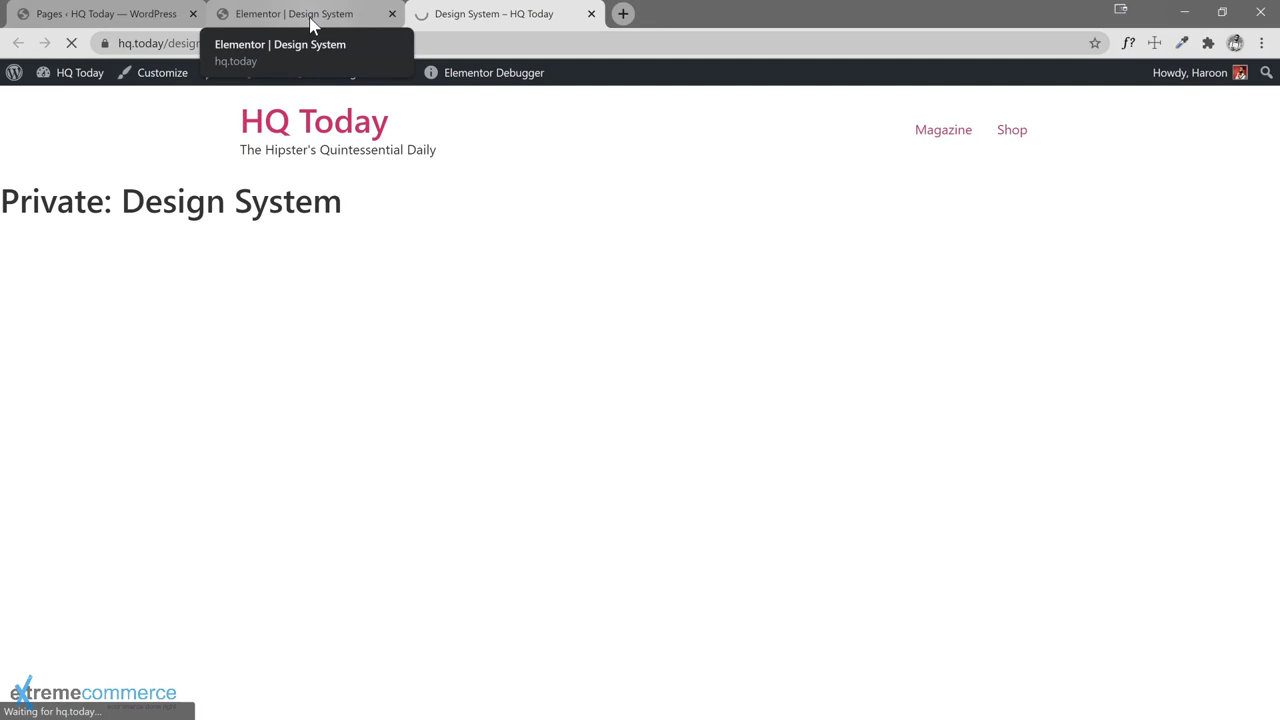 Pages ‹ HQ Today — WordPress
Elementor | Design System
Design System – HQ Today
hq.today/desig
Elementor | Design System
hq.today
HQ Today
Customize
Elementor Debugger
Howdy, Haroon
HQ Today
The Hipster's Quintessential Daily
Magazine
Shop
Private: Design System
extremecommerce
Waiting for hq.today...